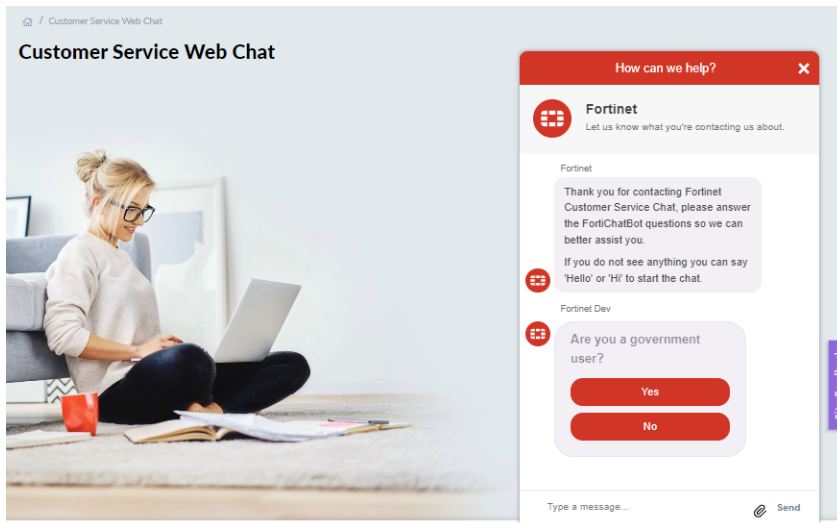 / Customer Service Web Chat
Customer Service Web Chat
How can we help?
Fortinet
Let us know what you're contacting us about.
Fortinet
Thank you for contacting Fortinet
Customer Service Chat, please answer
the FortiChatBot questions so we can
better assist you.
If you do not see anything you can say
'Hello' or 'Hi' to start the chat.
Fortinet Dev
Are you a government
user?
Yes
No
Type a message...
Send